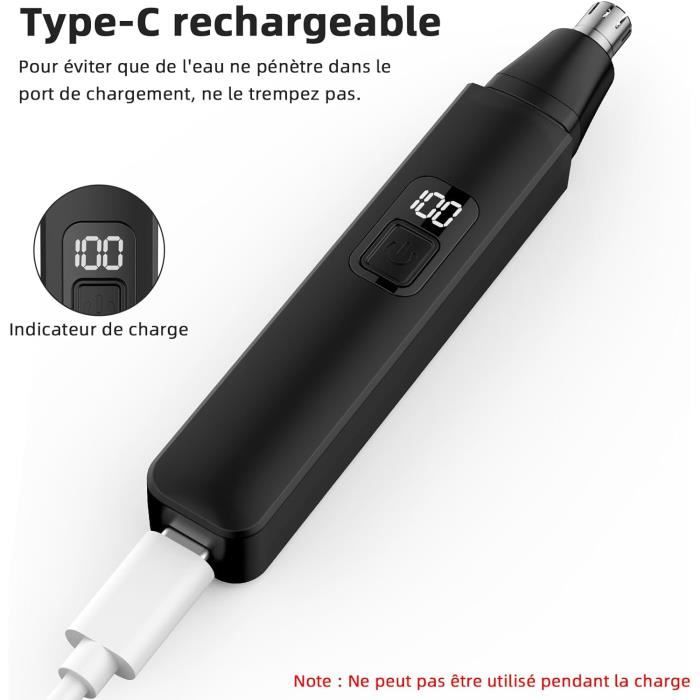 Type-C rechargeable
Pour éviter que de l'eau ne pénètre dans le
port de chargement, ne le trempez pas.
100
100
Indicateur de charge
Note : Ne peut pas être utilisé pendant la charge